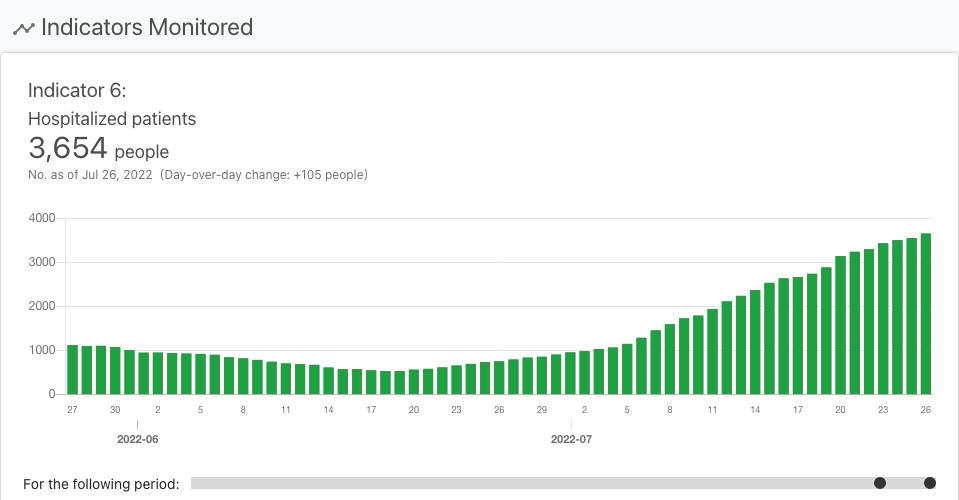 Indicators Monitored
Indicator 6:
Hospitalized patients
3,654 people
No. as of Jul 26, 2022 (Day-over-day change: +105 people)
4000
3000
2000
1000
0
27 30 2 5 8 11 14 17 20 23 26 29 2 5 8 11 14 17 20 23 26
2022-06 2022-07
For the following period: